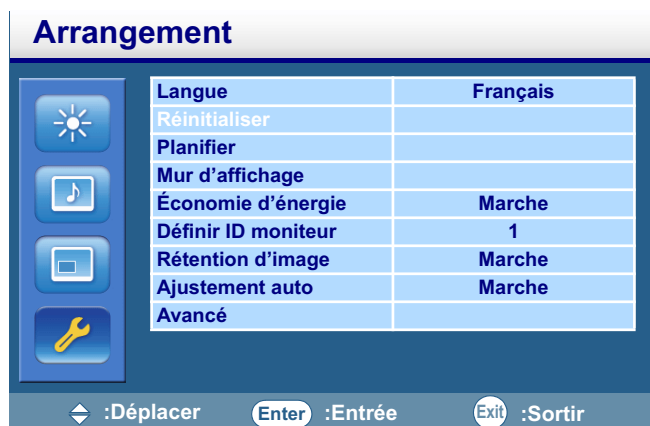 Arrangement
Langue Français
Réinitialiser
Planifier
Mur d’affichage
Économie d’énergie Marche
Définir ID moniteur 1
Rétention d’image Marche
Ajustement auto Marche
Avancé
:Déplacer Enter :Entrée Exit :Sortir